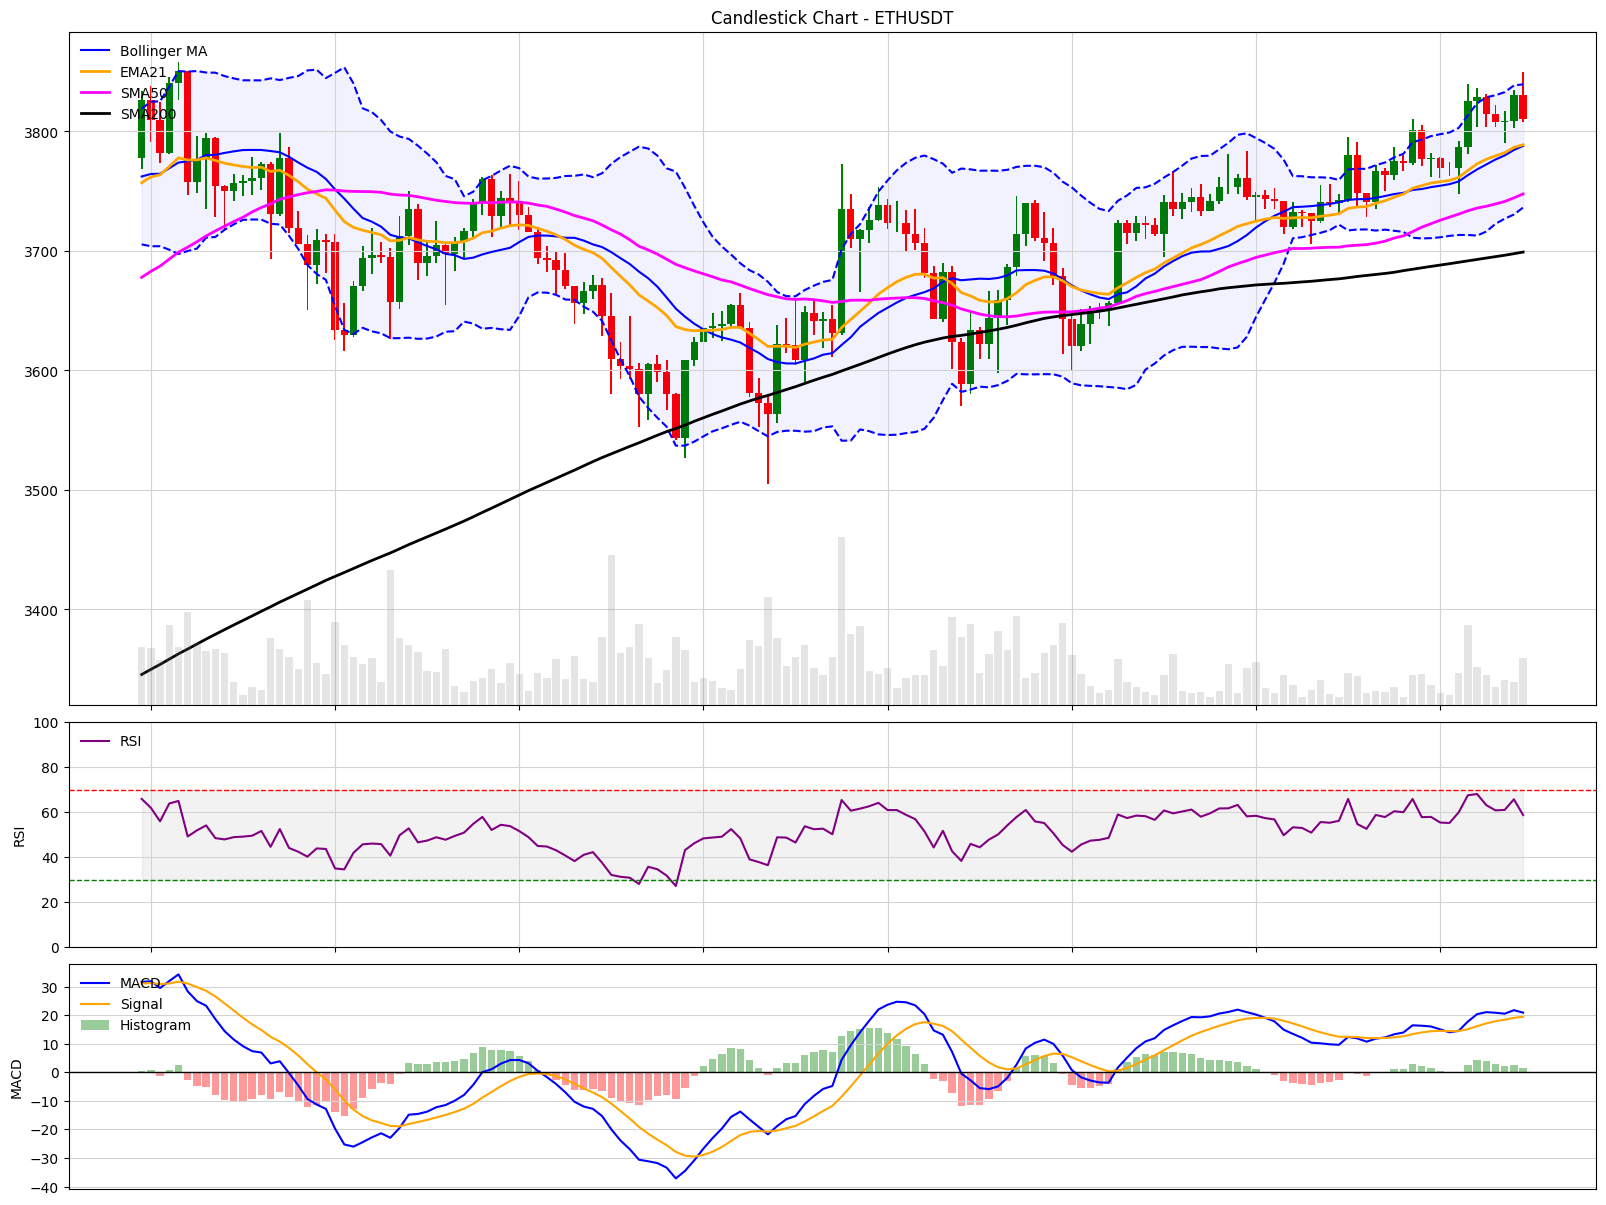 Candlestick Chart - ETHUSDT
Bollinger MA
EMA21
SMA50
SMA200
3800
3700
3600
3500
3400
RSI
100
80
60
40
20
0
RSI
MACD
Signal
Histogram
30
20
10
0
−10
−20
−30
−40
MACD